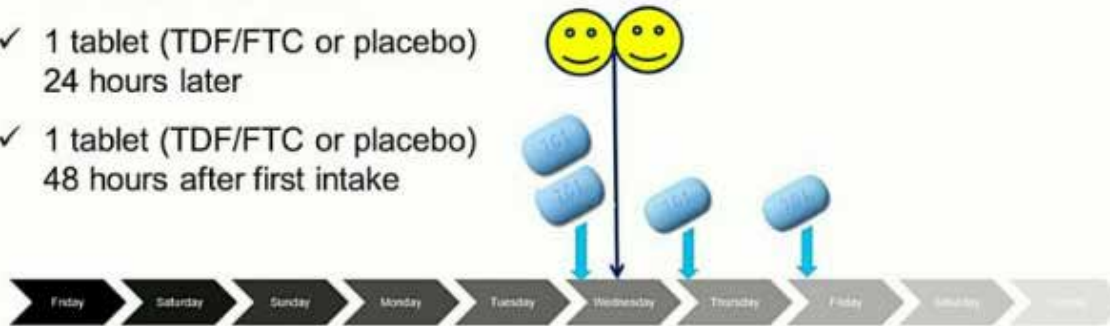 ✓ 1 tablet (TDF/FTC or placebo)
24 hours later
✓ 1 tablet (TDF/FTC or placebo)
48 hours after first intake
Friday
Saturday
Sunday
Monday
Tuesday
Wednesday
Thursday
Friday
Saturday